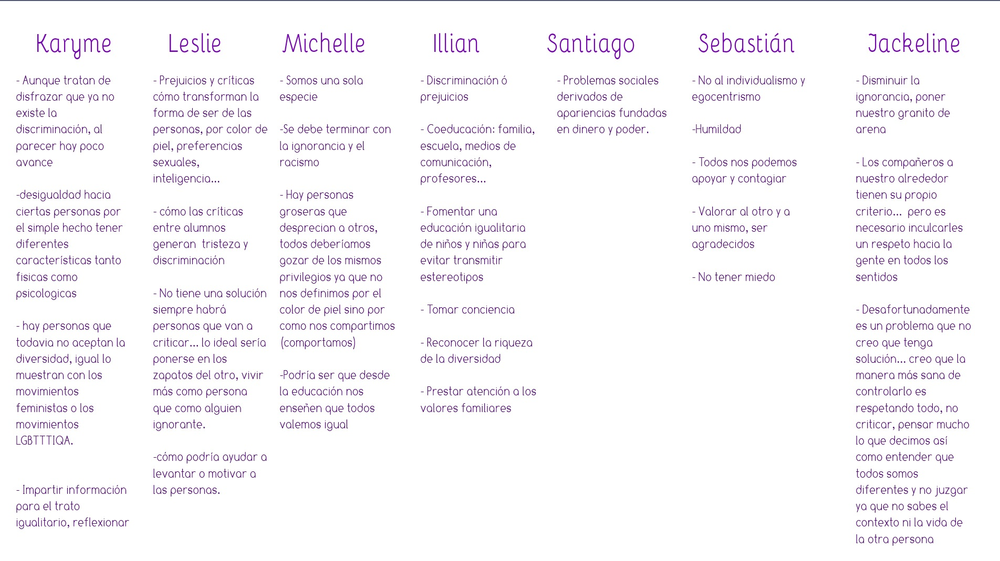 Karyme
- Aunque tratan de
disfrazar que ya no
existe la
discriminación, al
parecer hay poco
avance
-desigualdad hacia
ciertas personas por
el simple hecho tener
diferentes
características tanto
fisicas como
psicologicas
- hay personas que
todavia no aceptan la
diversidad, igual lo
muestran con los
movimientos
feministas o los
movimientos
LGBTTTIQA.
- Impartir información
para el trato
igualitario, reflexionar
Leslie
- Prejuicios y críticas
cómo transforman la
forma de ser de las
personas, por color de
piel, preferencias
sexuales,
inteligencia...
- cómo las críticas
entre alumnos
generan  tristeza y
discriminación
- No tiene una solución
siempre habrá
personas que van a
criticar... lo ideal sería
ponerse en los
zapatos del otro, vivir
más como persona
que como alguien
ignorante.
-cómo podría ayudar a
levantar o motivar a
las personas.
Michelle
- Somos una sola
especie
-Se debe terminar con
la ignorancia y el
racismo
- Hay personas
groseras que
desprecian a otros,
todos deberíamos
gozar de los mismos
privilegios ya que no
nos definimos por el
color de piel sino por
como nos compartimos
(comportamos)
-Podría ser que desde
la educación nos
enseñen que todos
valemos igual
Illian
- Discriminación ó
prejuicios
- Coeducación: familia,
escuela, medios de
comunicación,
profesores...
- Fomentar una
educación igualitaria
de niños y niñas para
evitar transmitir
estereotipos
- Tomar conciencia
- Reconocer la riqueza
de la diversidad
- Prestar atención a los
valores familiares
Santiago
- Problemas sociales
derivados de
apariencias fundadas
en dinero y poder.
Sebastián
- No al individualismo y
egocentrismo
-Humildad
- Todos nos podemos
apoyar y contagiar
- Valorar al otro y a
uno mismo, ser
agradecidos
- No tener miedo
Jackeline
- Disminuir la
ignorancia, poner
nuestro granito de
arena
- Los compañeros a
nuestro alrededor
tienen su propio
criterio...  pero es
necesario inculcarles
un respeto hacia la
gente en todos los
sentidos
- Desafortunadamente
es un problema que no
creo que tenga
solución... creo que la
manera más sana de
controlarlo es
respetando todo, no
criticar, pensar mucho
lo que decimos así
como entender que
todos somos
diferentes y no juzgar
ya que no sabes el
contexto ni la vida de
la otra persona